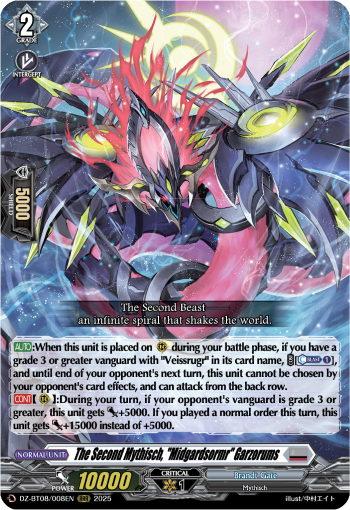 2
GRADE
INTERCEPT
5000
SHIELD
The Second Beast
an infinite spiral that shakes the world.
AUTO:When this unit is placed on during your battle phase, if you have a
grade 3 or greater vanguard with "Veissrugr" in its card name, BLAST 1,
and until end of your opponent's next turn, this unit cannot be chosen by
your opponent's card effects, and can attack from the back row.
CONT[ ]:During your turn, if your opponent's vanguard is grade 3 or
greater, this unit gets +5000. If you played a normal order this turn, this
unit gets +15000 instead of +5000.
NORMAL UNIT
The Second Mythisch, "Midgardsormr" Garzorums
POWER 10000
CRITICAL
1
Brandt Gate
Mythisch
D-BT08/008EN RRR 2025
illust/中村エイト